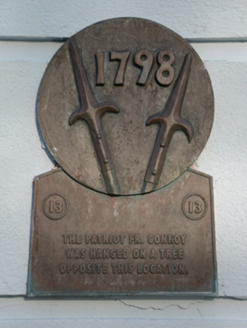 1798
13 13
THE PATRIOT FR. CONROY
WAS HANGED ON A TREE
OPPOSITE THIS LOCATION.